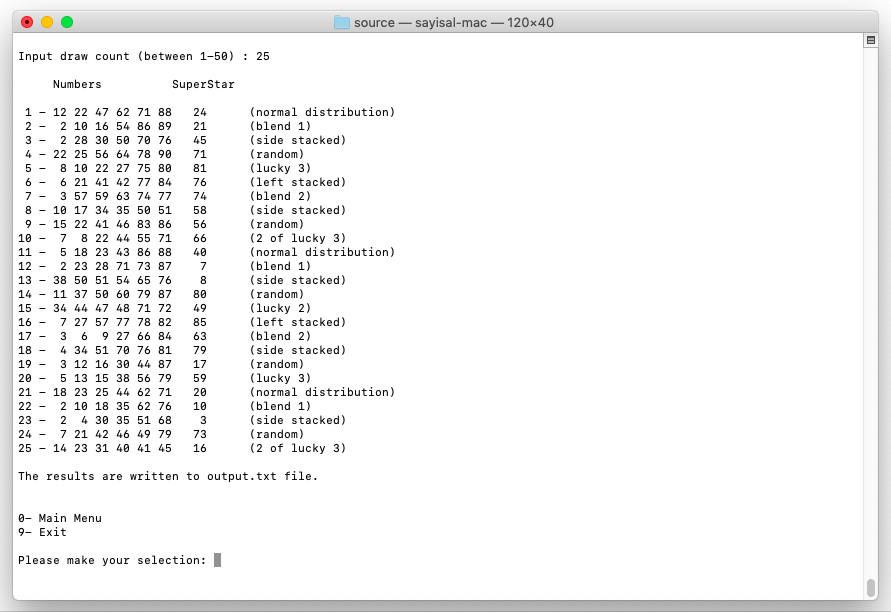 source — sayisal-mac — 120×40
Input draw count (between 1-50) : 25
Numbers          SuperStar
 1 - 12 22 47 62 71 88   24      (normal distribution)
 2 -  2 10 16 54 86 89   21      (blend 1)
 3 -  2 28 30 50 70 76   45      (side stacked)
 4 - 22 25 56 64 78 90   71      (random)
 5 -  8 10 22 27 75 80   81      (lucky 3)
 6 -  6 21 41 42 77 84   76      (left stacked)
 7 -  3 57 59 63 74 77   74      (blend 2)
 8 - 10 17 34 35 50 51   58      (side stacked)
 9 - 15 22 41 46 83 86   56      (random)
10 -  7  8 22 44 55 71   66      (2 of lucky 3)
11 -  5 18 23 43 86 88   40      (normal distribution)
12 -  2 23 28 71 73 87    7      (blend 1)
13 - 38 50 51 54 65 76    8      (side stacked)
14 - 11 37 50 60 79 87   80      (random)
15 - 34 44 47 48 71 72   49      (lucky 2)
16 -  7 27 57 77 78 82   85      (left stacked)
17 -  3  6  9 27 66 84   63      (blend 2)
18 -  4 34 51 70 76 81   79      (side stacked)
19 -  3 12 16 30 44 87   17      (random)
20 -  5 13 15 38 56 79   59      (lucky 3)
21 - 18 23 25 44 62 71   20      (normal distribution)
22 -  2 10 18 35 62 76   10      (blend 1)
23 -  2  4 30 35 51 68    3      (side stacked)
24 -  7 21 42 46 49 79   73      (random)
25 - 14 23 31 40 41 45   16      (2 of lucky 3)
The results are written to output.txt file.
0- Main Menu
9- Exit
Please make your selection: